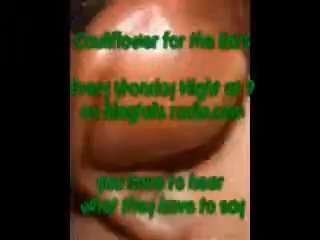 Cauliflower for the Ears
Every Monday Night at 9
on blogtalk radio.com
you have to hear
what they have to say